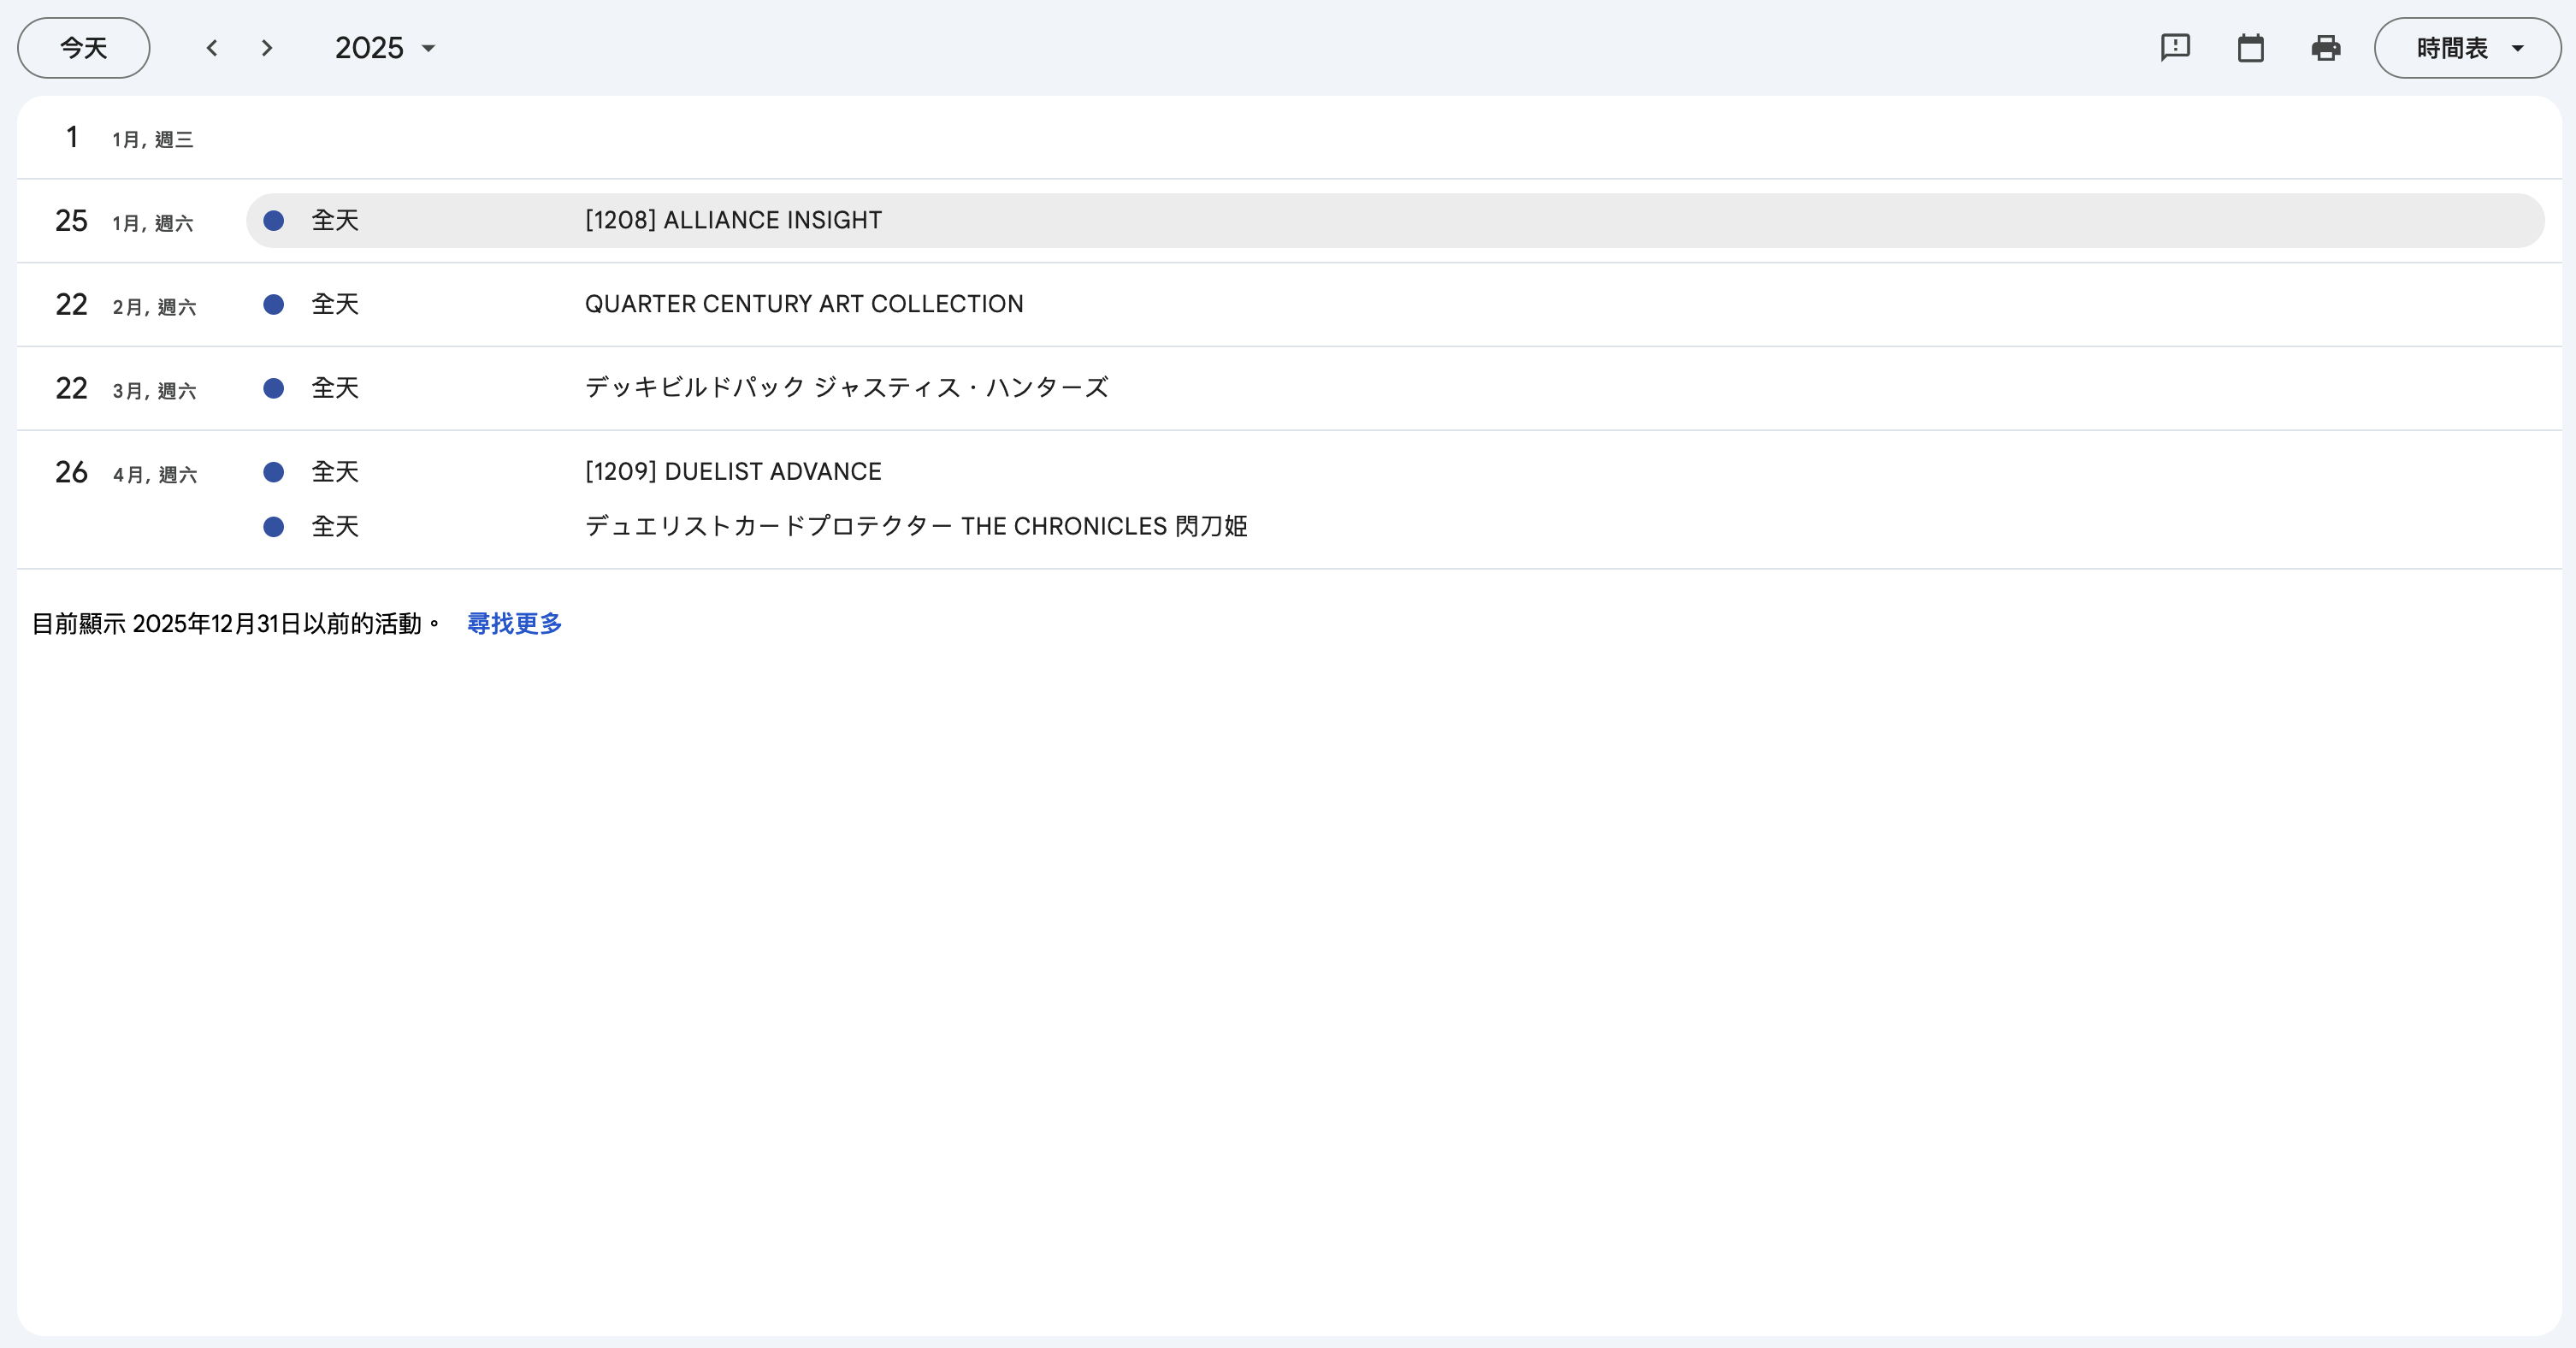 今天 2025 時間表
1 1月, 週三
25 1月, 週六 全天 [1208] ALLIANCE INSIGHT
22 2月, 週六 全天 QUARTER CENTURY ART COLLECTION
22 3月, 週六 全天 デッキビルドパック ジャスティス・ハンターズ
26 4月, 週六 全天 [1209] DUELIST ADVANCE
全天 デュエリストカードプロテクター THE CHRONICLES 閃刀姫
目前顯示 2025年12月31日以前的活動。 尋找更多